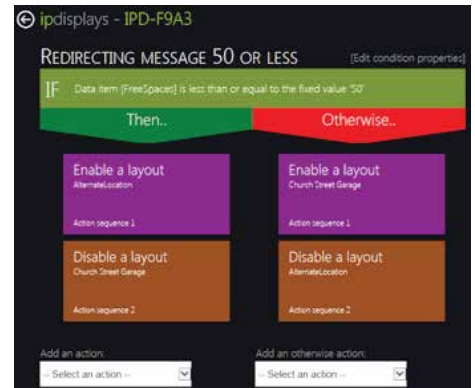 ipdisplays - IPD-F9A3
REDIRECTING MESSAGE 50 OR LESS
[Edit condition properties]
IF Data item [FreeSpaces] is less than or equal to the fixed value '50'
Then..
Otherwise..
Enable a layout
AlternateLocation
Action sequence 1
Enable a layout
Church Street Garage
Action sequence 1
Disable a layout
Church Street Garage
Action sequence 2
Disable a layout
AlternateLocation
Action sequence 2
Add an action:
-- Select an action --
Add an otherwise action:
-- Select an action --